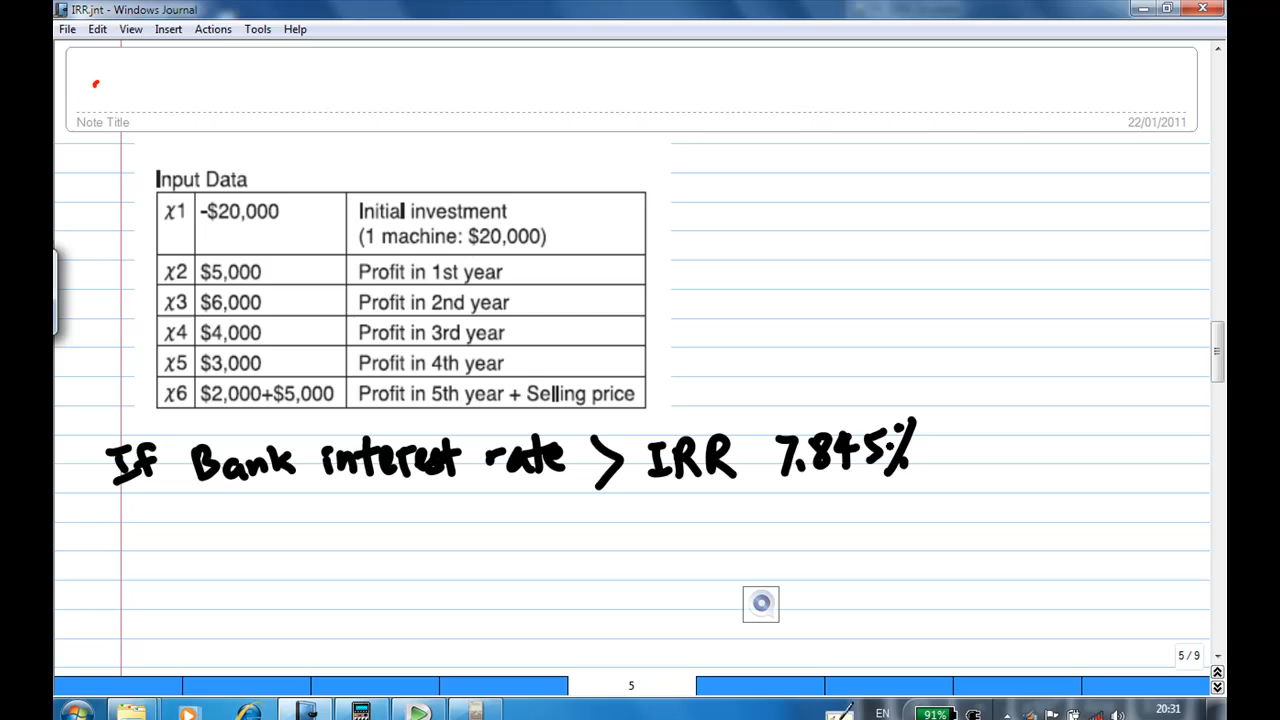 IRR.jnt - Windows Journal
File Edit View Insert Actions Tools Help
Note Title 22/01/2011
Input Data
χ1 -$20,000 Initial investment
(1 machine: $20,000)
χ2 $5,000 Profit in 1st year
χ3 $6,000 Profit in 2nd year
χ4 $4,000 Profit in 3rd year
χ5 $3,000 Profit in 4th year
χ6 $2,000+$5,000 Profit in 5th year + Selling price
If Bank interest rate > IRR 7.845%
5 / 9
5
EN 91% 20:31